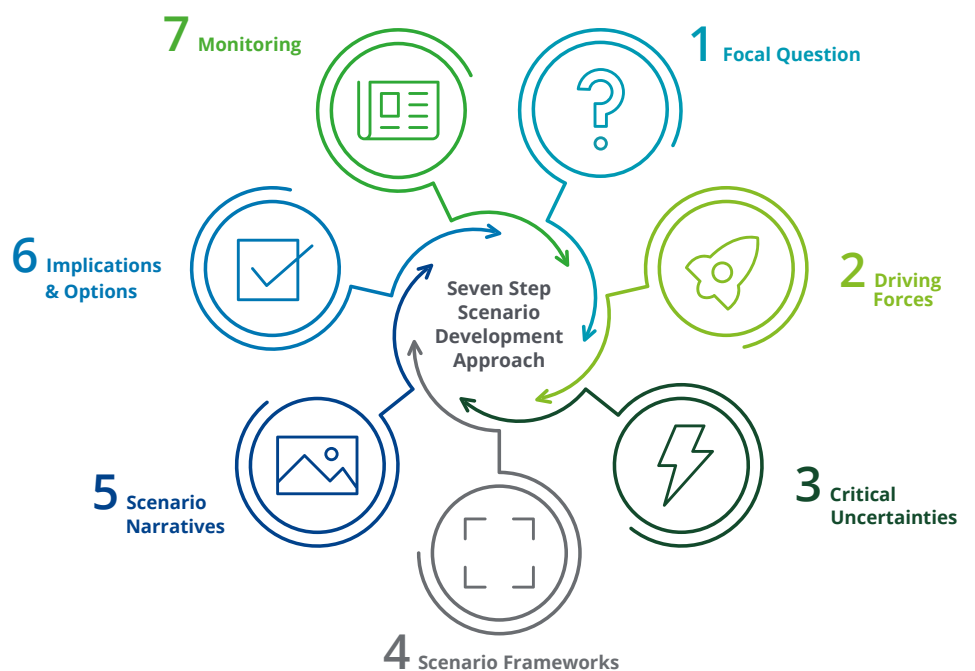 Seven Step
Scenario
Development
Approach
1 Focal Question
2 Driving
Forces
3 Critical
Uncertainties
4 Scenario Frameworks
5 Scenario
Narratives
6 Implications
& Options
7 Monitoring